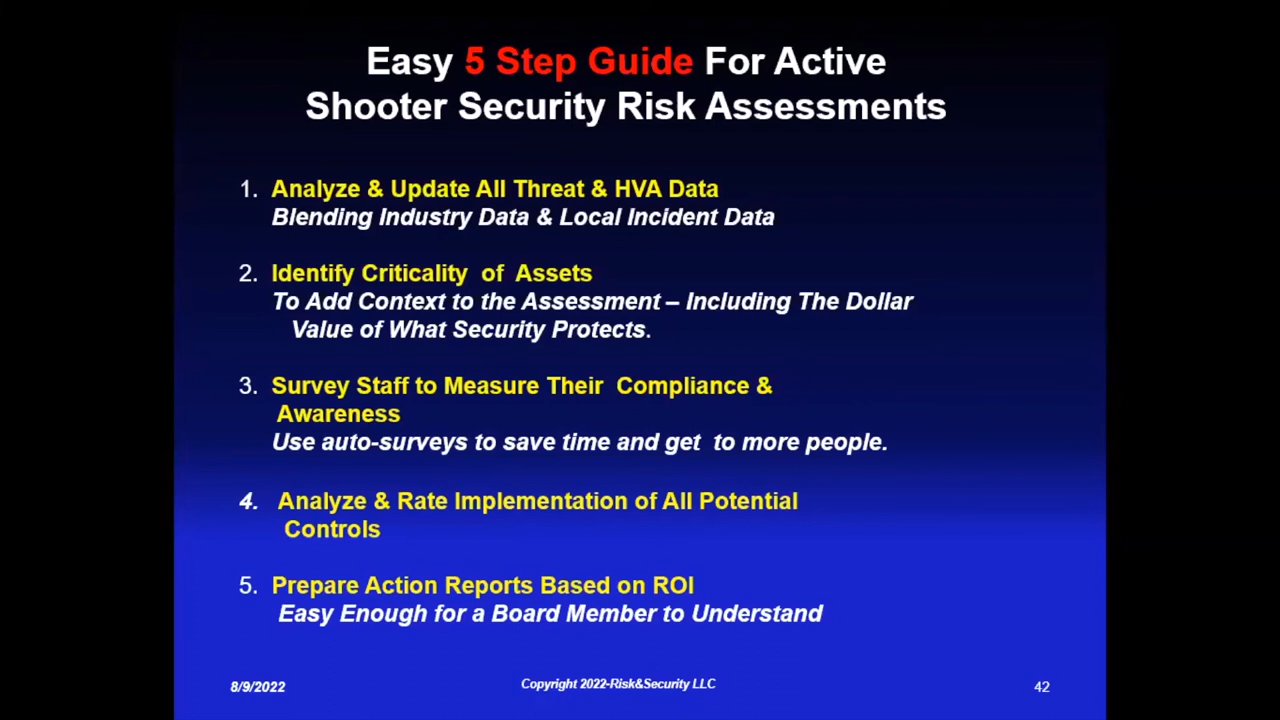 Easy 5 Step Guide For Active
Shooter Security Risk Assessments
1. Analyze & Update All Threat & HVA Data
Blending Industry Data & Local Incident Data
2. Identify Criticality of Assets
To Add Context to the Assessment – Including The Dollar
Value of What Security Protects.
3. Survey Staff to Measure Their Compliance &
Awareness
Use auto-surveys to save time and get to more people.
4. Analyze & Rate Implementation of All Potential
Controls
5. Prepare Action Reports Based on ROI
Easy Enough for a Board Member to Understand
8/9/2022 Copyright 2022-Risk&Security LLC 42